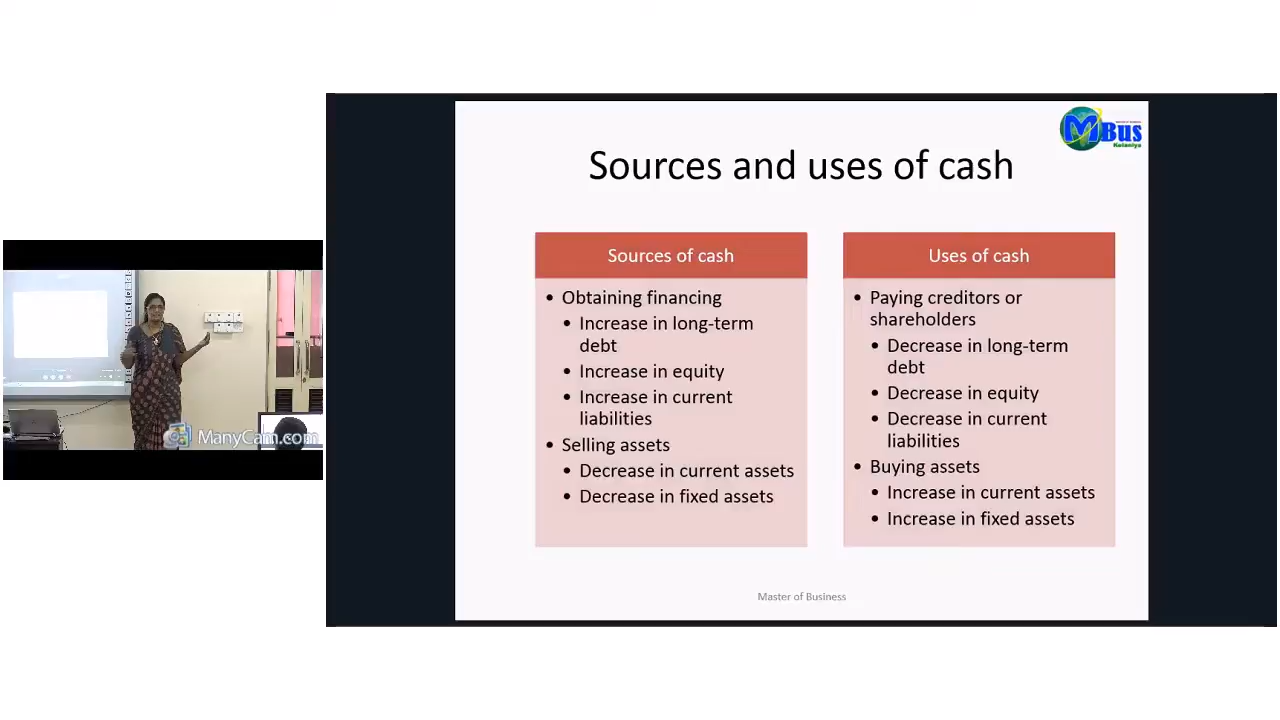 MBus
Kelaniya
Sources and uses of cash
Sources of cash
• Obtaining financing
• Increase in long-term
debt
• Increase in equity
• Increase in current
liabilities
• Selling assets
• Decrease in current assets
• Decrease in fixed assets
Uses of cash
• Paying creditors or
shareholders
• Decrease in long-term
debt
• Decrease in equity
• Decrease in current
liabilities
• Buying assets
• Increase in current assets
• Increase in fixed assets
Master of Business
ManyCam.com